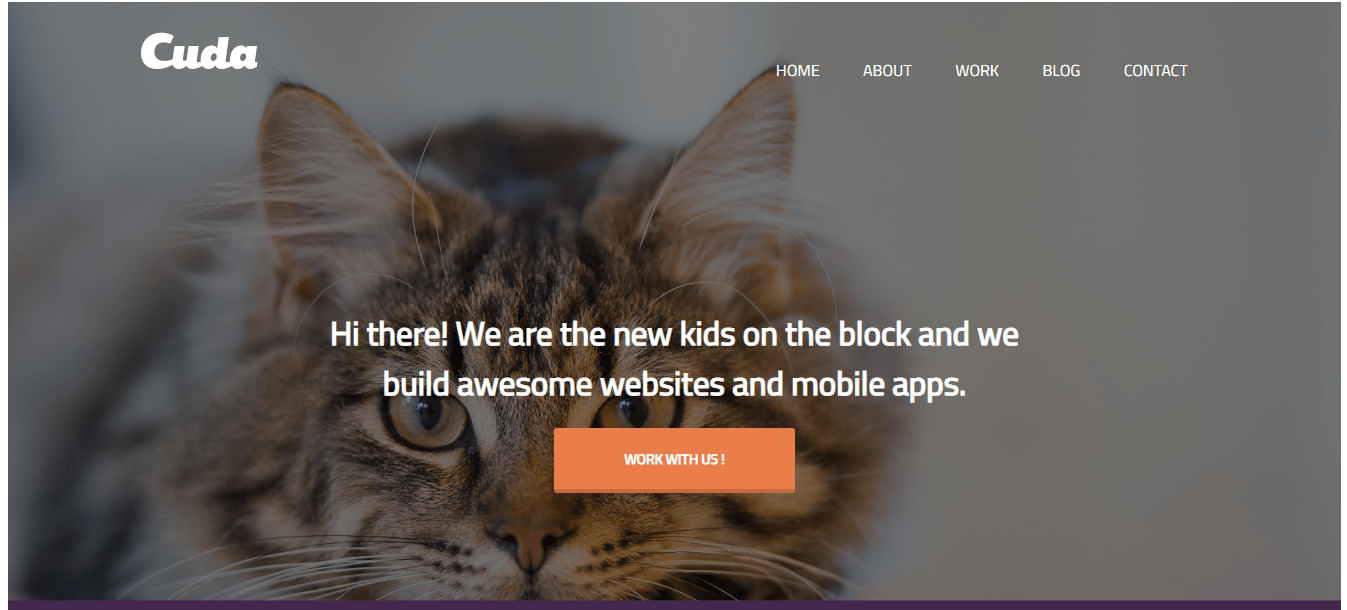 Cuda
HOME ABOUT WORK BLOG CONTACT
Hi there! We are the new kids on the block and we
build awesome websites and mobile apps.
WORK WITH US !